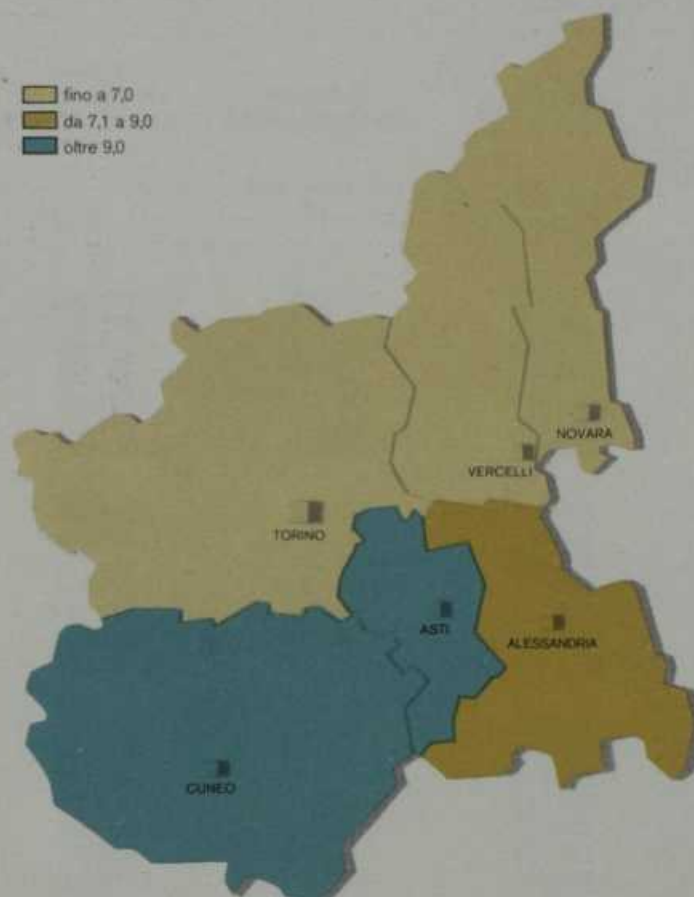 fino a 7,0
da 7,1 a 9,0
oltre 9,0
NOVARA
VERCELLI
TORINO
ASTI
ALESSANDRIA
CUNEO